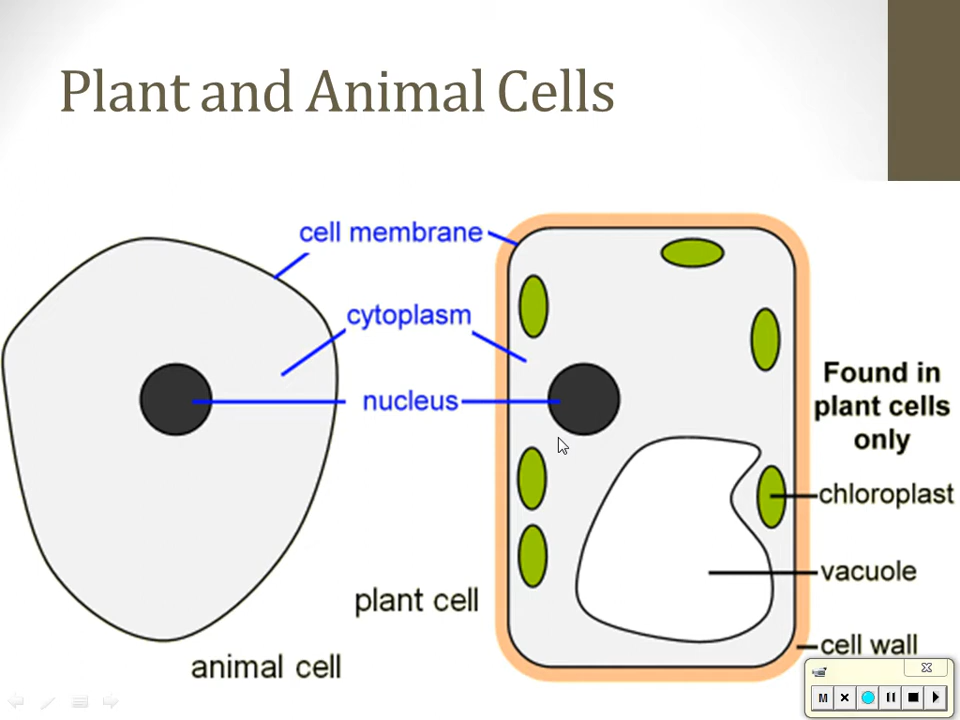 Plant and Animal Cells
cell membrane
cytoplasm
nucleus
Found in
plant cells
only
chloroplast
vacuole
plant cell
cell wall
animal cell
M